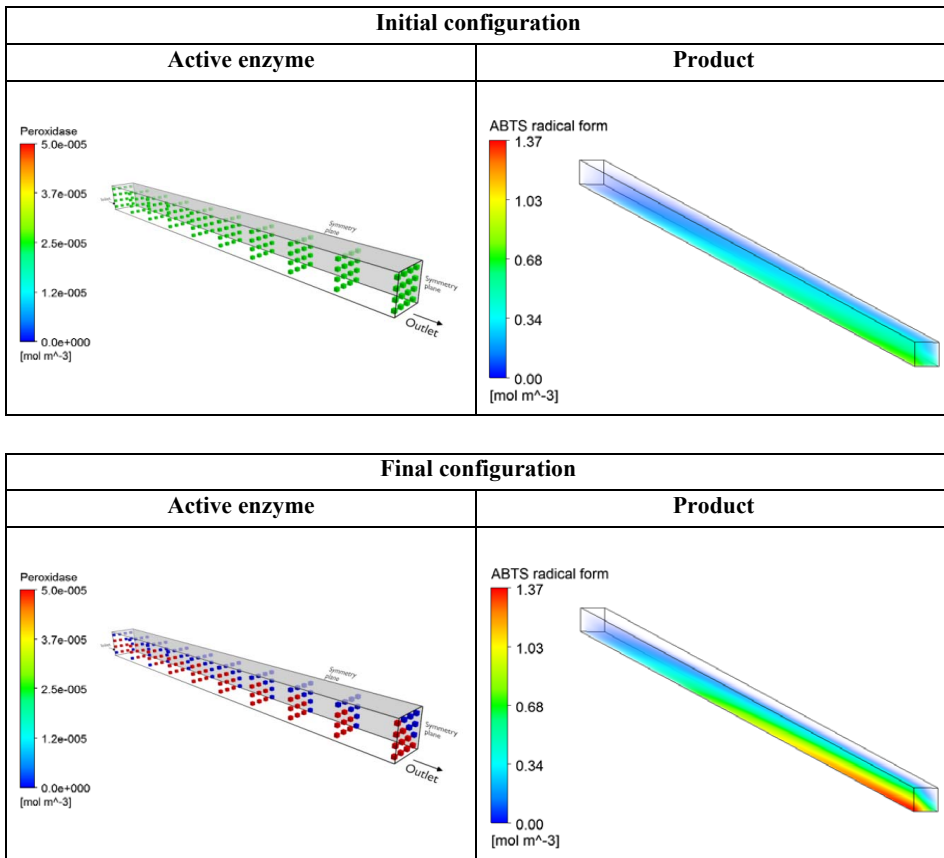 Initial configuration
Active enzyme
Product
Peroxidase
5.0e-005
3.7e-005
2.5e-005
1.2e-005
0.0e+000
[mol m^-3]
Symmetry
plane
Symmetry
plane
Outlet
ABTS radical form
1.37
1.03
0.68
0.34
0.00
[mol m^-3]
Final configuration
Active enzyme
Product
Peroxidase
5.0e-005
3.7e-005
2.5e-005
1.2e-005
0.0e+000
[mol m^-3]
Symmetry
plane
Symmetry
plane
Outlet
ABTS radical form
1.37
1.03
0.68
0.34
0.00
[mol m^-3]